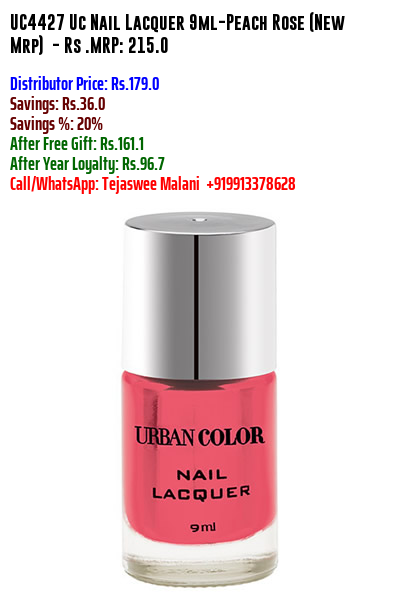 UC4427 Uc Nail Lacquer 9ml-Peach Rose (New
Mrp) - Rs .MRP: 215.0
Distributor Price: Rs.179.0
Savings: Rs.36.0
Savings %: 20%
After Free Gift: Rs.161.1
After Year Loyalty: Rs.96.7
Call/WhatsApp: Tejaswee Malani +919913378628
URBAN COLOR
NAIL
LACQUER
9ml